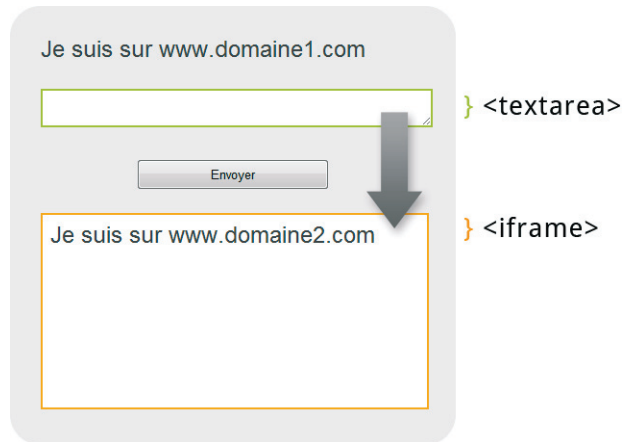 Je suis sur www.domaine1.com
} <textarea>
Envoyer
Je suis sur www.domaine2.com
} <iframe>